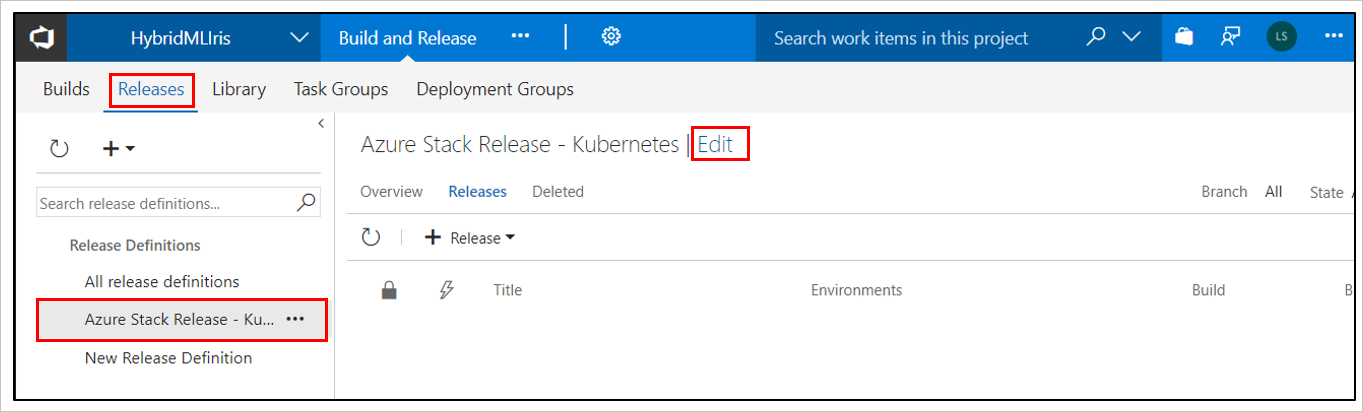 HybridMLIris Build and Release ··· Search work items in this project LS ···
Builds Releases Library Task Groups Deployment Groups
Azure Stack Release - Kubernetes | Edit
Search release definitions...
Overview Releases Deleted Branch All State A
Release Definitions
+ Release
All release definitions
Title Environments Build B
Azure Stack Release - Ku... ···
New Release Definition